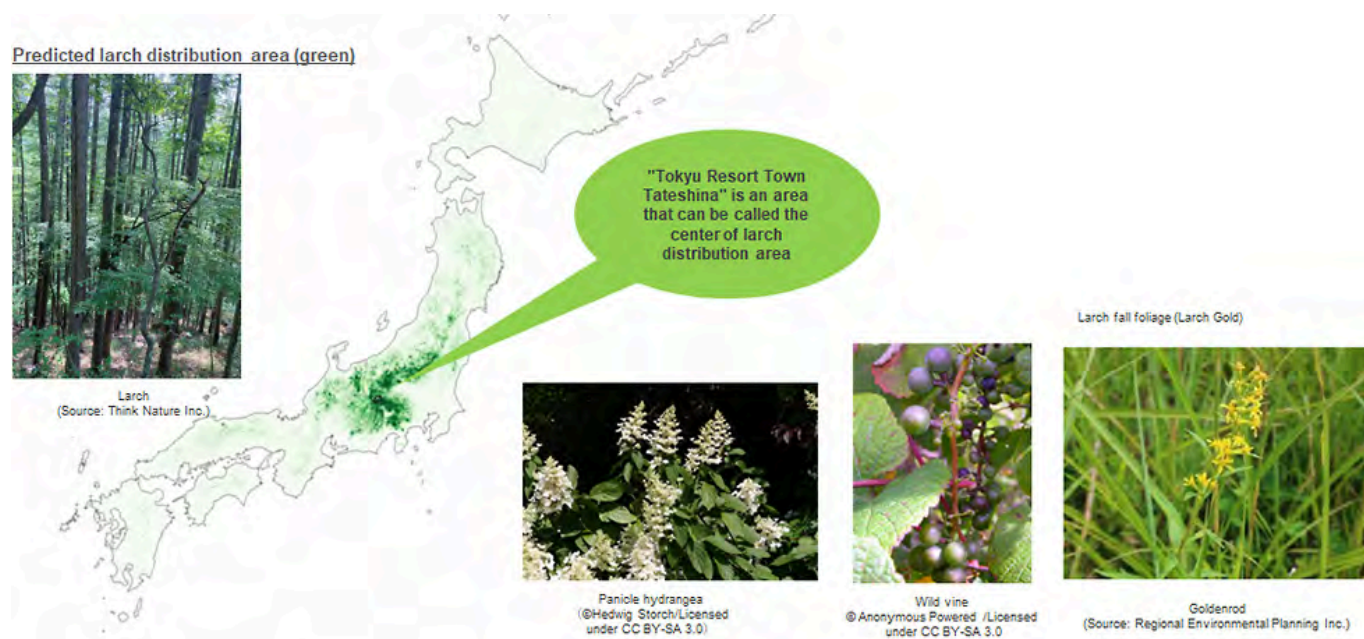 Predicted larch distribution area (green)
Larch
(Source: Think Nature Inc.)
"Tokyu Resort Town
Tateshina" is an area
that can be called the
center of larch
distribution area
Larch fall foliage (Larch Gold)
Panicle hydrangea
(©Hedwig Storch/Licensed
under CC BY-SA 3.0)
Wild vine
© Anonymous Powered /Licensed
under CC BY-SA 3.0
Goldenrod
(Source: Regional Environmental Planning Inc.)